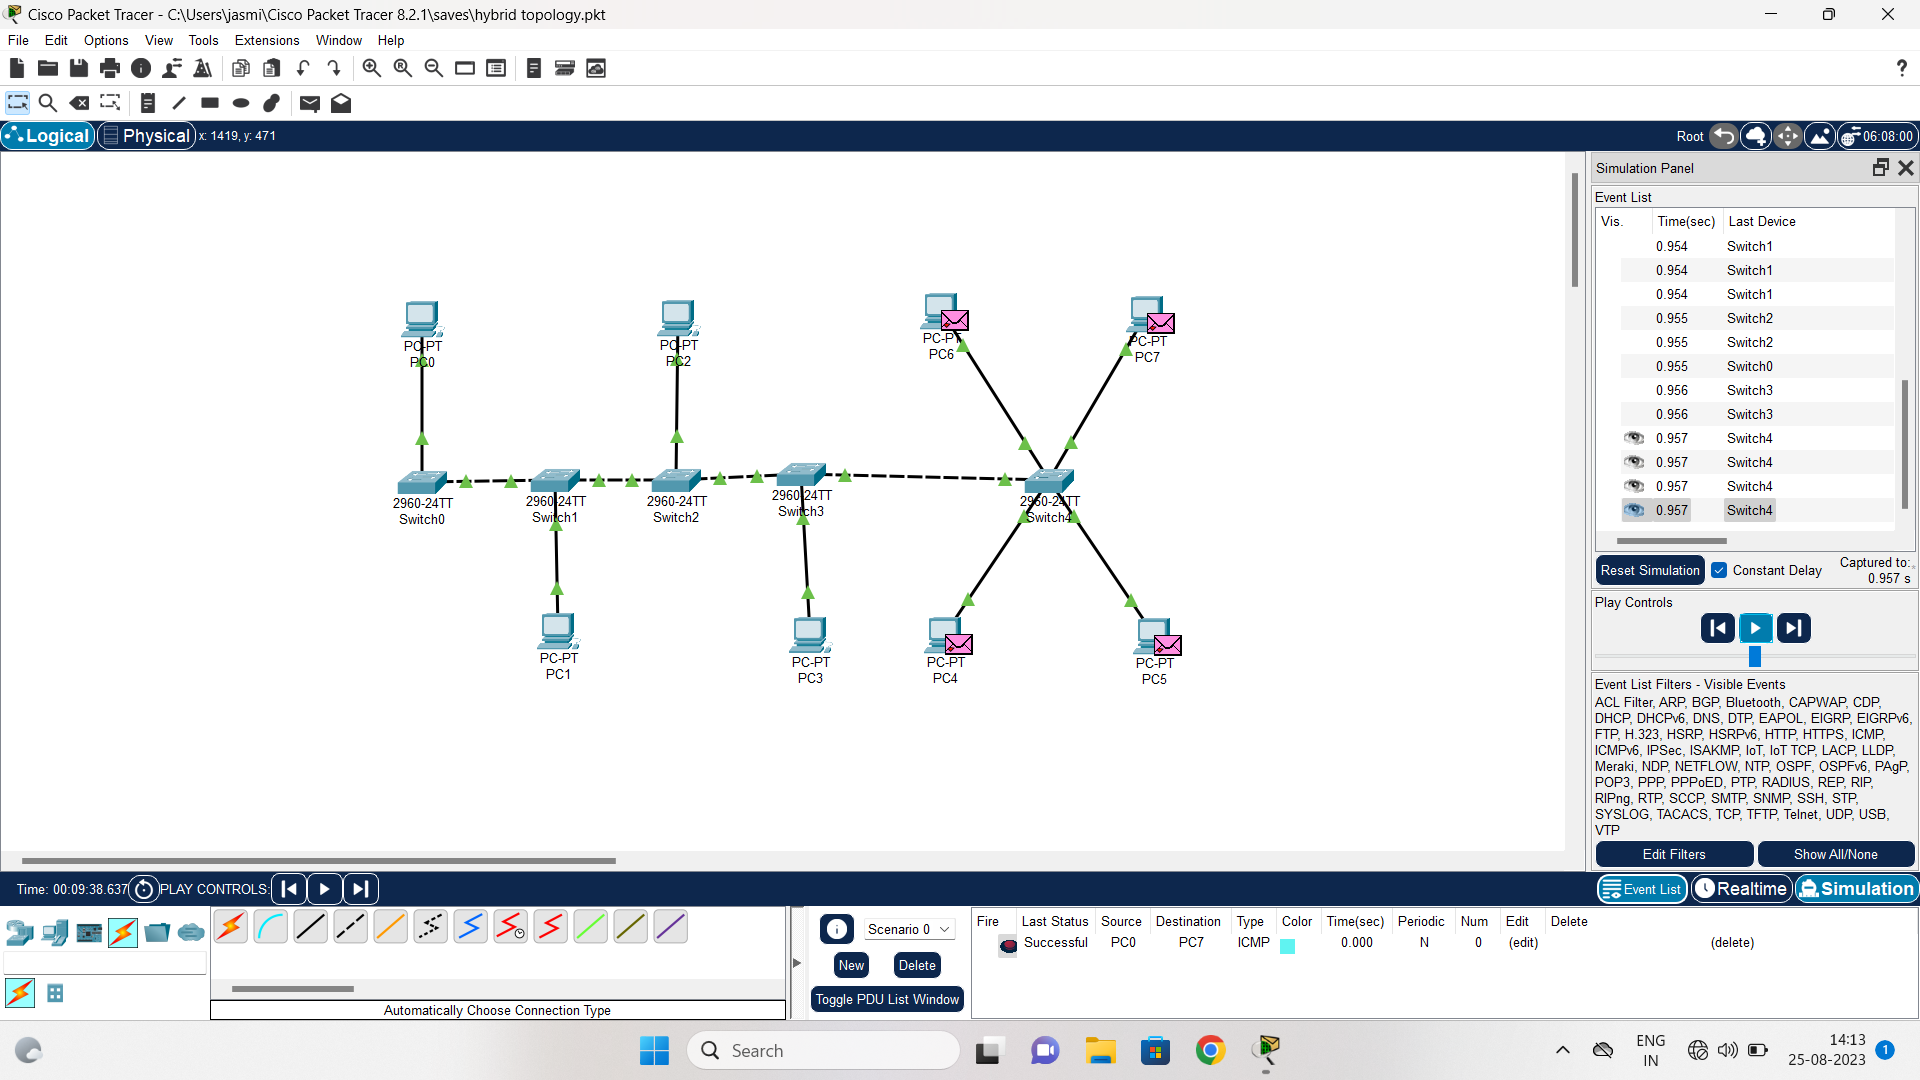 Cisco Packet Tracer - C:\Users\jasmi\Cisco Packet Tracer 8.2.1\saves\hybrid topology.pkt
File Edit Options View Tools Extensions Window Help
?
Logical Physical x: 1419, y: 471 Root 06:08:00
Simulation Panel
Event List
Vis. Time(sec) Last Device
0.954 Switch1
0.954 Switch1
0.954 Switch1
0.955 Switch2
0.955 Switch2
0.955 Switch0
0.956 Switch3
0.956 Switch3
0.957 Switch4
0.957 Switch4
0.957 Switch4
0.957 Switch4
Reset Simulation Constant Delay Captured to:
0.957 s
Play Controls
Event List Filters - Visible Events
ACL Filter, ARP, BGP, Bluetooth, CAPWAP, CDP,
DHCP, DHCPv6, DNS, DTP, EAPOL, EIGRP, EIGRPv6,
FTP, H.323, HSRP, HSRPv6, HTTP, HTTPS, ICMP,
ICMPv6, IPSec, ISAKMP, IoT, IoT TCP, LACP, LLDP,
Meraki, NDP, NETFLOW, NTP, OSPF, OSPFv6, PAgP,
POP3, PPP, PPPoED, PTP, RADIUS, REP, RIP,
RIPng, RTP, SCCP, SMTP, SNMP, SSH, STP,
SYSLOG, TACACS, TCP, TFTP, Telnet, UDP, USB,
VTP
Edit Filters Show All/None
PC-PT
PC0
PC-PT
PC2
PC-PT
PC6
PC-PT
PC7
2960-24TT
Switch0
2960-24TT
Switch1
2960-24TT
Switch2
2960-24TT
Switch3
2960-24TT
Switch4
PC-PT
PC1
PC-PT
PC3
PC-PT
PC4
PC-PT
PC5
Time: 00:09:38.637 PLAY CONTROLS: Event List Realtime Simulation
Automatically Choose Connection Type
Scenario 0
New Delete
Toggle PDU List Window
Fire Last Status Source Destination Type Color Time(sec) Periodic Num Edit Delete
Successful PC0 PC7 ICMP 0.000 N 0 (edit) (delete)
Search
ENG
IN
14:13
25-08-2023
1